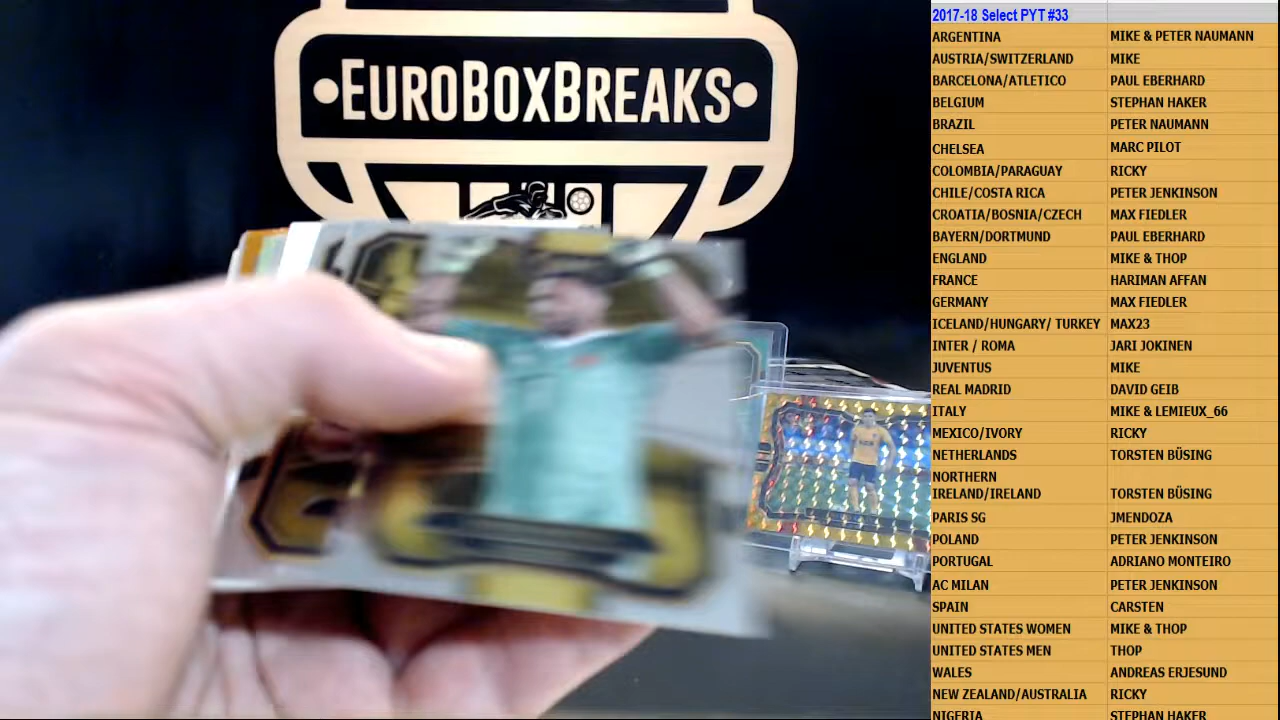 EUROBOXBREAKS
2017-18 Select PYT #33
ARGENTINA MIKE & PETER NAUMANN
AUSTRIA/SWITZERLAND MIKE
BARCELONA/ATLETICO PAUL EBERHARD
BELGIUM STEPHAN HAKER
BRAZIL PETER NAUMANN
CHELSEA MARC PILOT
COLOMBIA/PARAGUAY RICKY
CHILE/COSTA RICA PETER JENKINSON
CROATIA/BOSNIA/CZECH MAX FIEDLER
BAYERN/DORTMUND PAUL EBERHARD
ENGLAND MIKE & THOP
FRANCE HARIMAN AFFAN
GERMANY MAX FIEDLER
ICELAND/HUNGARY/ TURKEY MAX23
INTER / ROMA JARI JOKINEN
JUVENTUS MIKE
REAL MADRID DAVID GEIB
ITALY MIKE & LEMIEUX_66
MEXICO/IVORY RICKY
NETHERLANDS TORSTEN BÜSING
NORTHERN
IRELAND/IRELAND TORSTEN BÜSING
PARIS SG JMENDOZA
POLAND PETER JENKINSON
PORTUGAL ADRIANO MONTEIRO
AC MILAN PETER JENKINSON
SPAIN CARSTEN
UNITED STATES WOMEN MIKE & THOP
UNITED STATES MEN THOP
WALES ANDREAS ERJESUND
NEW ZEALAND/AUSTRALIA RICKY
NIGERIA STEPHAN HAKER